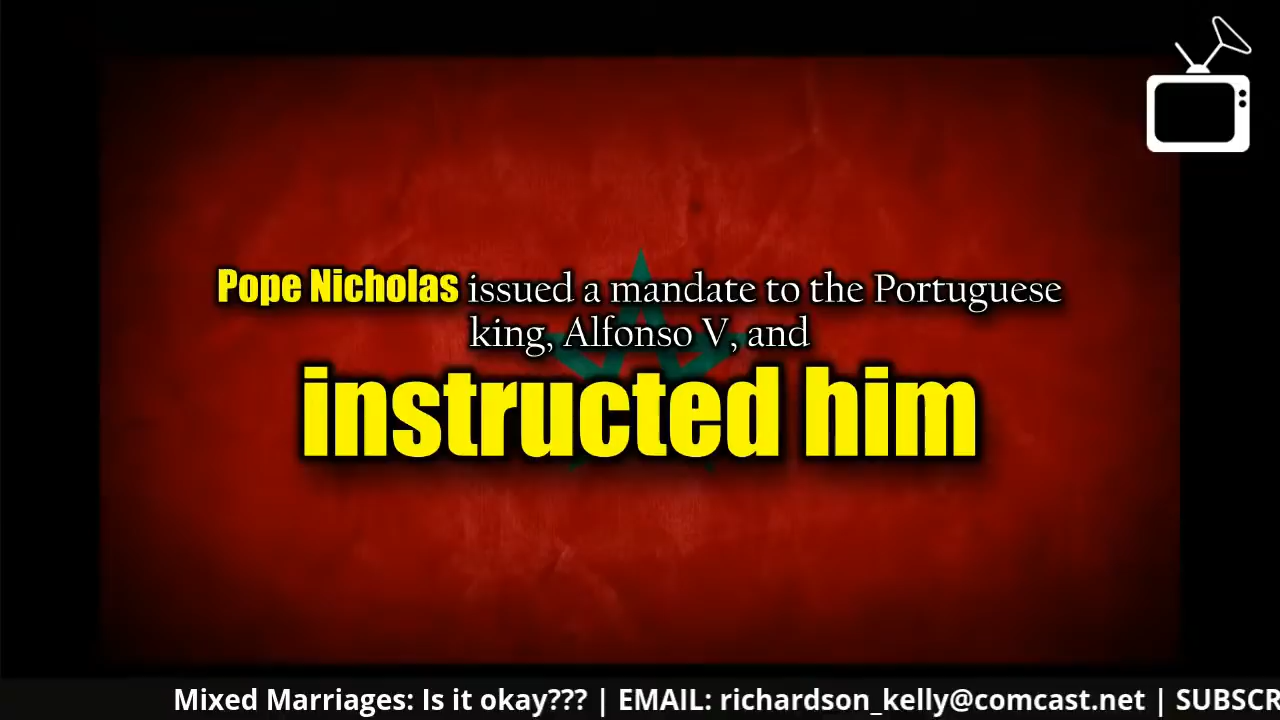 Pope Nicholas issued a mandate to the Portuguese
king, Alfonso V, and
instructed him
Mixed Marriages: Is it okay??? | EMAIL: richardson_kelly@comcast.net | SUBSCR